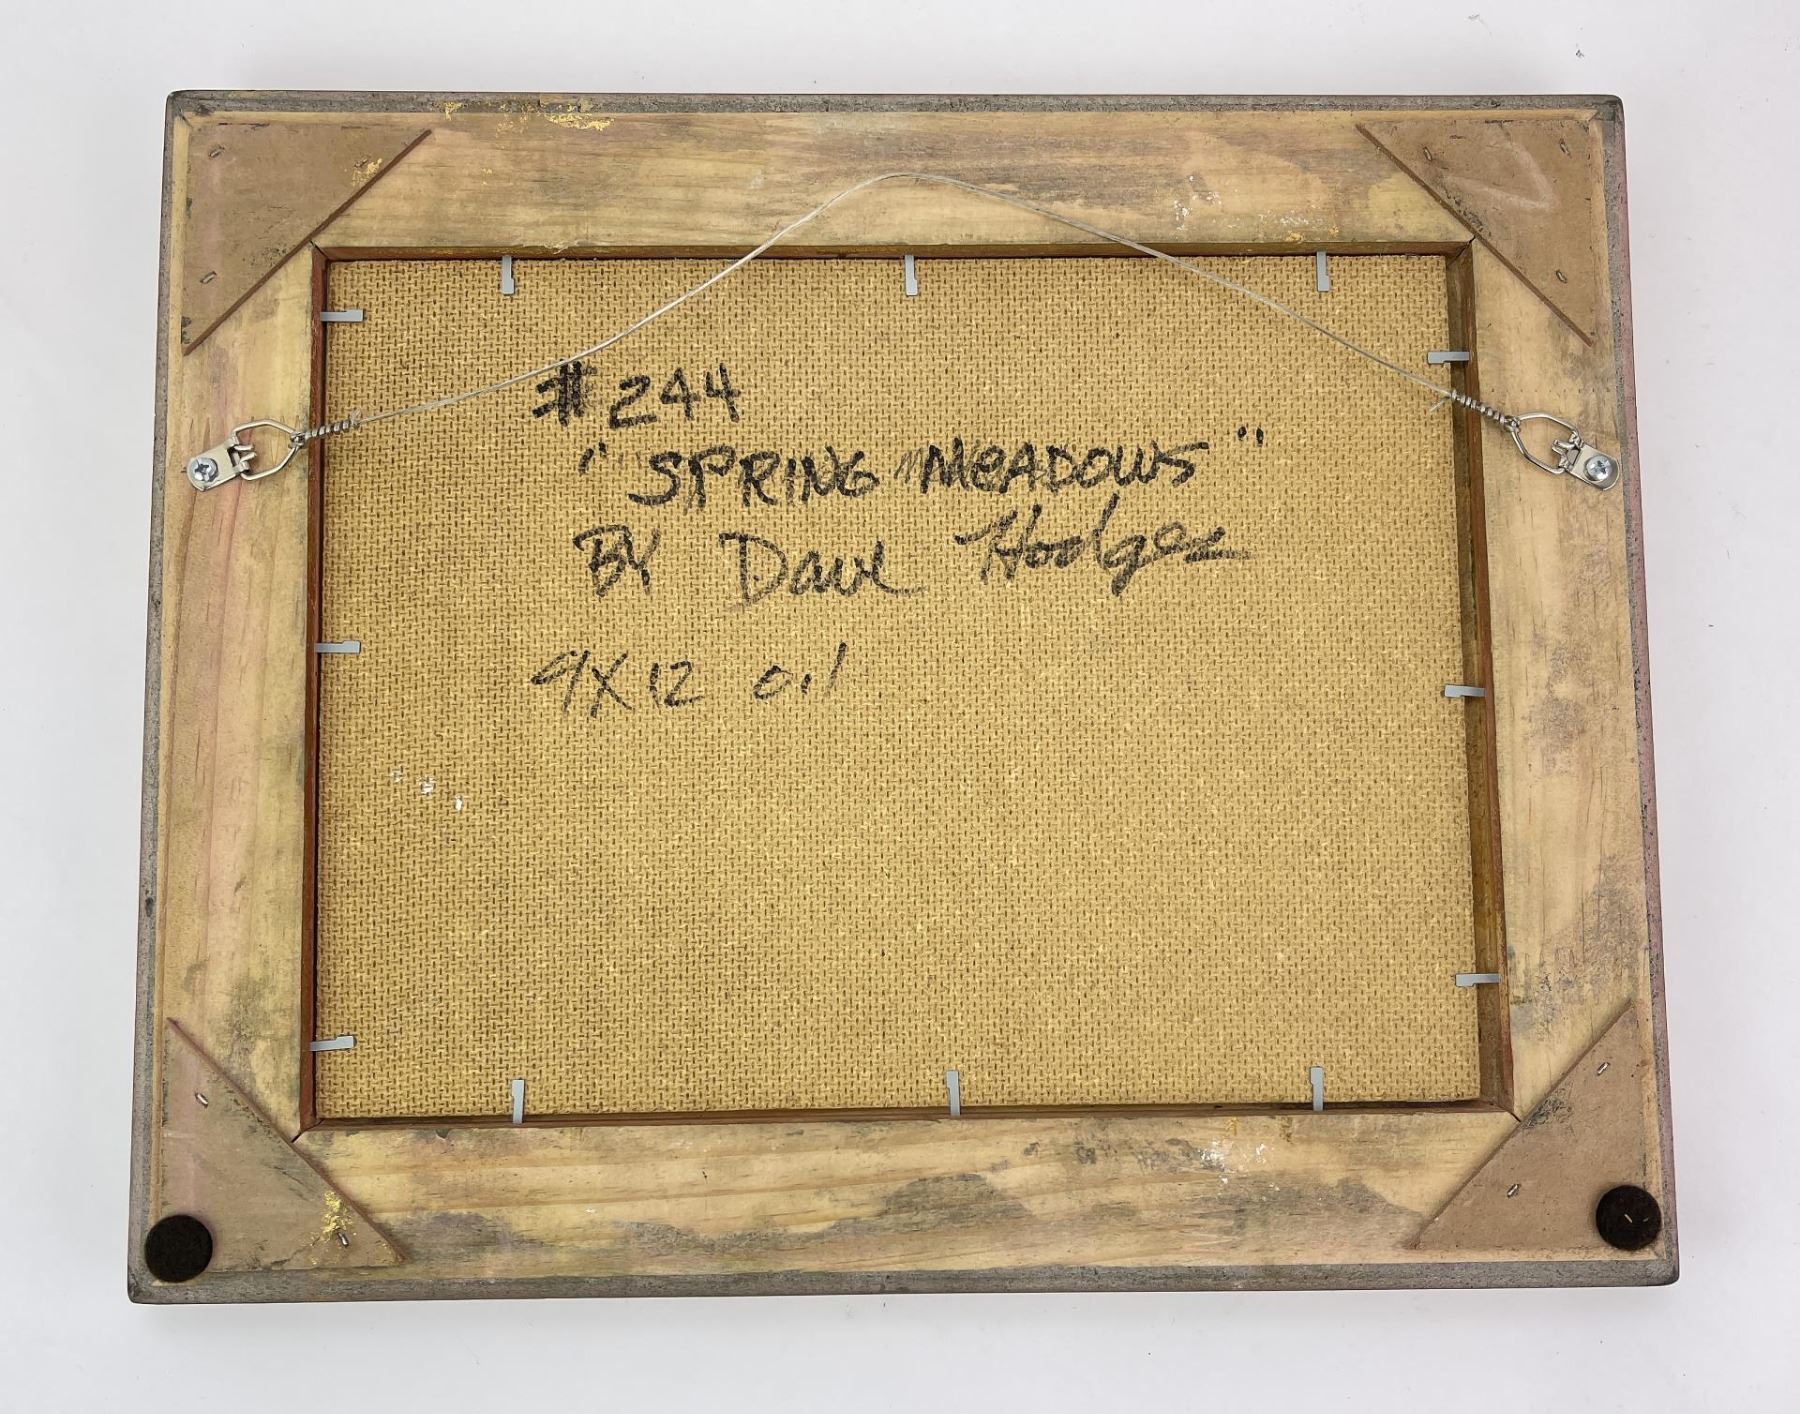 #244
"SPRING MEADOWS"
BY Dave Hodges
9X12 oil